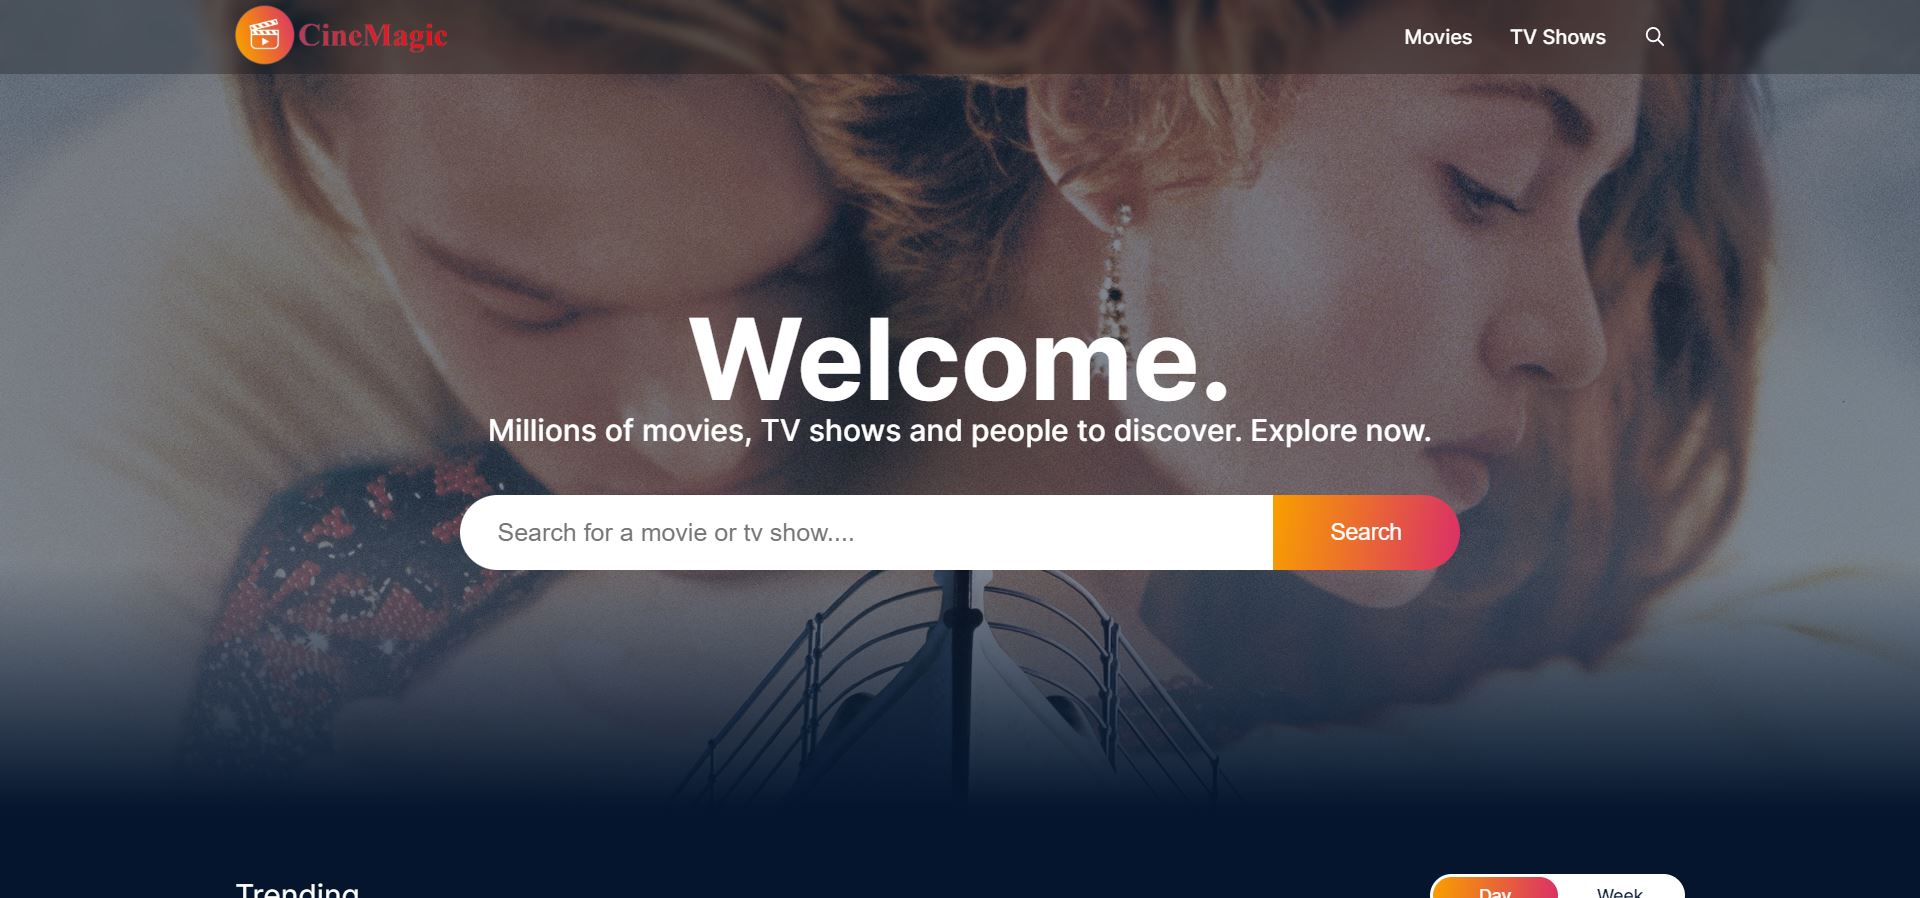 CineMagic
Movies
TV Shows
Welcome.
Millions of movies, TV shows and people to discover. Explore now.
Search for a movie or tv show....
Search
Trending
Day
Week